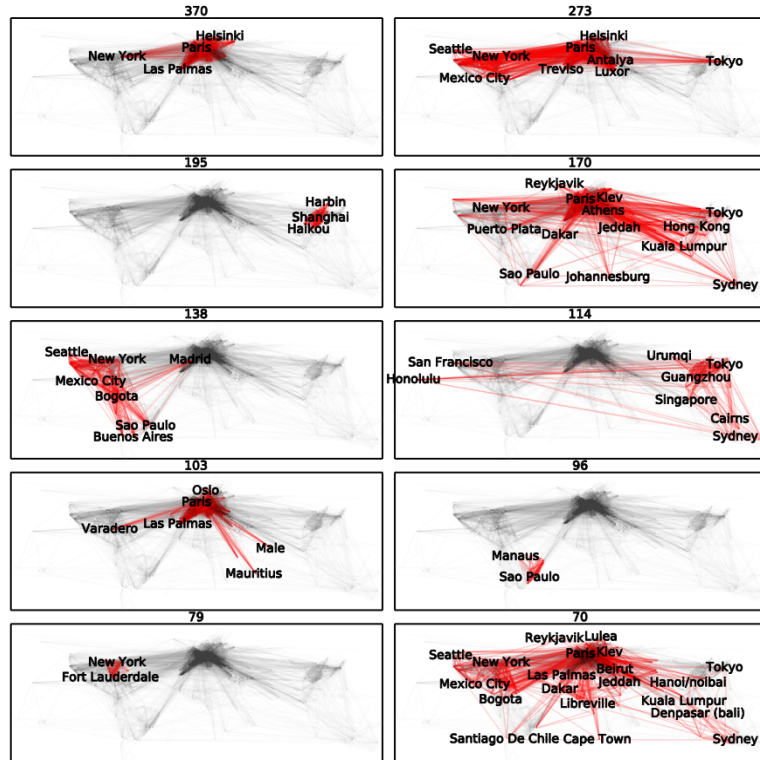 370
Helsinki
Paris
New York
Las Palmas
273
Helsinki
Seattle
Paris
New York
Antalya
Tokyo
Treviso
Luxor
Mexico City
195
Harbin
Shanghai
Haikou
170
Reykjavik
Paris
Kiev
New York
Athens
Tokyo
Puerto Plata
Dakar
Jeddah
Hong Kong
Kuala Lumpur
Sao Paulo
Johannesburg
Sydney
138
Seattle
New York
Madrid
Mexico City
Bogota
Sao Paulo
Buenos Aires
114
Urumqi
San Francisco
Tokyo
Honolulu
Guangzhou
Singapore
Cairns
Sydney
103
Oslo
Paris
Varadero
Las Palmas
Male
Mauritius
96
Manaus
Sao Paulo
79
New York
Fort Lauderdale
70
Reykjavik
Lulea
Seattle
Paris
Kiev
New York
Beirut
Tokyo
Las Palmas
Mexico City
Dakar
Jeddah
Hanoi/noibai
Bogota
Libreville
Kuala Lumpur
Denpasar (bali)
Santiago De Chile
Cape Town
Sydney